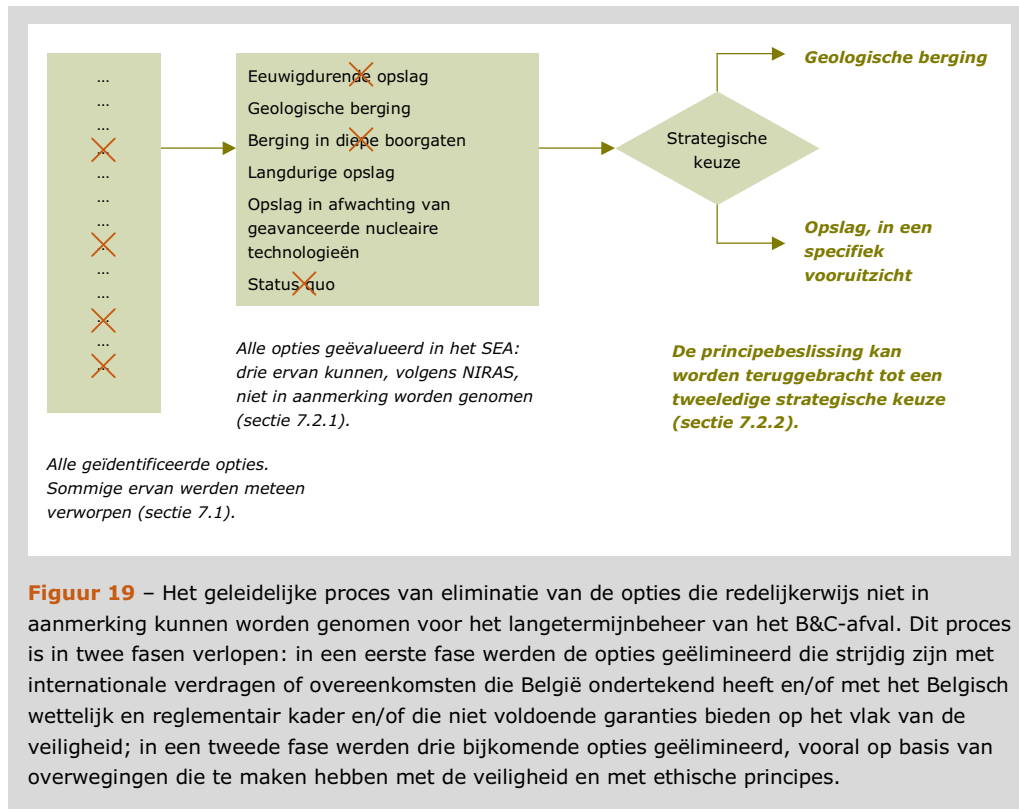 ...
...
...
...
...
...
...
...
...
...
...
Eeuwigdurende opslag
Geologische berging
Berging in diepe boorgaten
Langdurige opslag
Opslag in afwachting van
geavanceerde nucleaire
technologieën
Status quo
Strategische
keuze
Geologische berging
Opslag, in een
specifiek
vooruitzicht
Alle opties geëvalueerd in het SEA:
drie ervan kunnen, volgens NIRAS,
niet in aanmerking worden genomen
(sectie 7.2.1).
De principebeslissing kan
worden teruggebracht tot een
tweeledige strategische keuze
(sectie 7.2.2).
Alle geïdentificeerde opties.
Sommige ervan werden meteen
verworpen (sectie 7.1).
Figuur 19 – Het geleidelijke proces van eliminatie van de opties die redelijkerwijs niet in
aanmerking kunnen worden genomen voor het langetermijnbeheer van het B&C-afval. Dit proces
is in twee fasen verlopen: in een eerste fase werden de opties geëlimineerd die strijdig zijn met
internationale verdragen of overeenkomsten die België ondertekend heeft en/of met het Belgisch
wettelijk en reglementair kader en/of die niet voldoende garanties bieden op het vlak van de
veiligheid; in een tweede fase werden drie bijkomende opties geëlimineerd, vooral op basis van
overwegingen die te maken hebben met de veiligheid en met ethische principes.